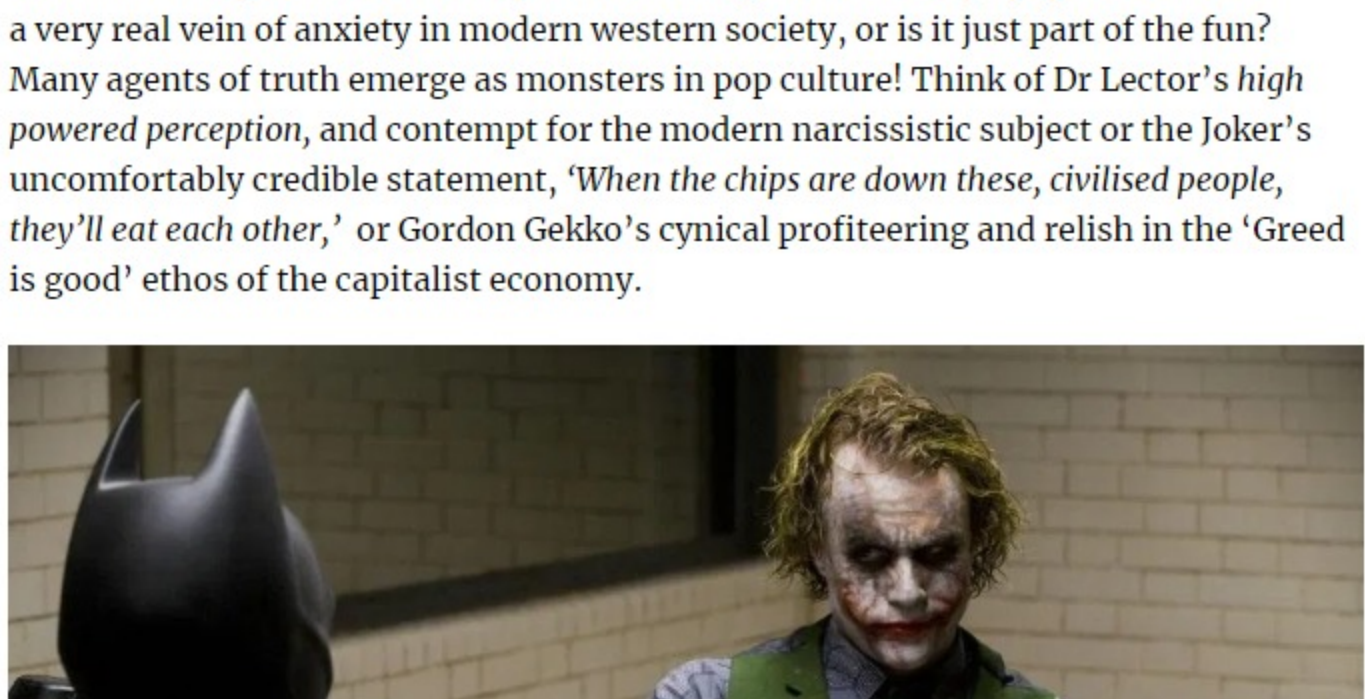 a very real vein of anxiety in modern western society, or is it just part of the fun?
Many agents of truth emerge as monsters in pop culture! Think of Dr Lector’s high
powered perception, and contempt for the modern narcissistic subject or the Joker’s
uncomfortably credible statement, ‘When the chips are down these, civilised people,
they’ll eat each other,’ or Gordon Gekko’s cynical profiteering and relish in the ‘Greed
is good’ ethos of the capitalist economy.